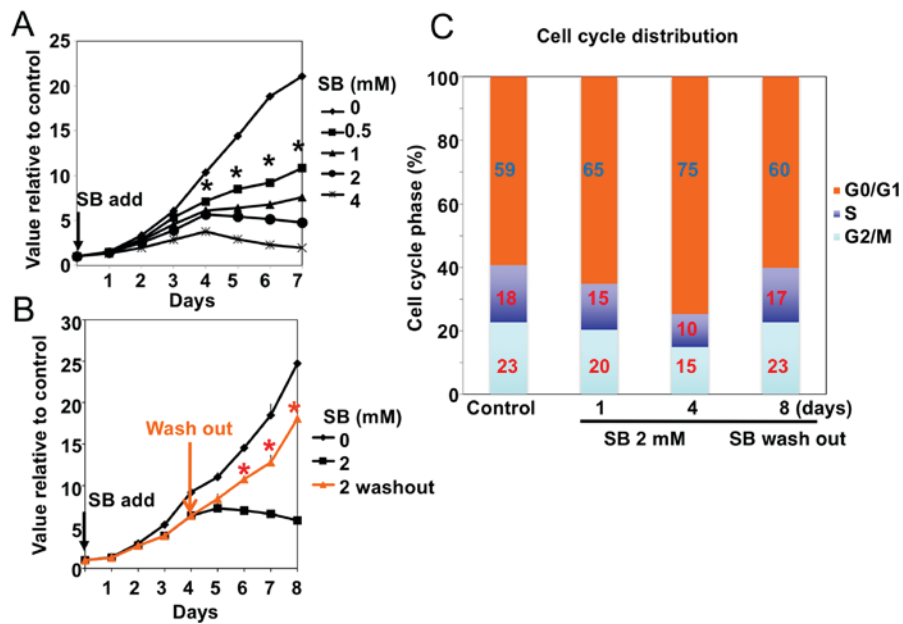 A
25
20
15
10
5
0
Value relative to control
SB add
* * * *
1 2 3 4 5 6 7
Days
SB (mM)
0
0.5
1
2
4
B
30
25
20
15
10
5
0
Value relative to control
SB add
Wash out
* * *
1 2 3 4 5 6 7 8
Days
SB (mM)
0
2
2 washout
C
Cell cycle distribution
100
80
60
40
20
0
Cell cycle phase (%)
59 65 75 60
18 15 10 17
23 20 15 23
G0/G1
S
G2/M
Control 1 4 8 (days)
SB 2 mM SB wash out